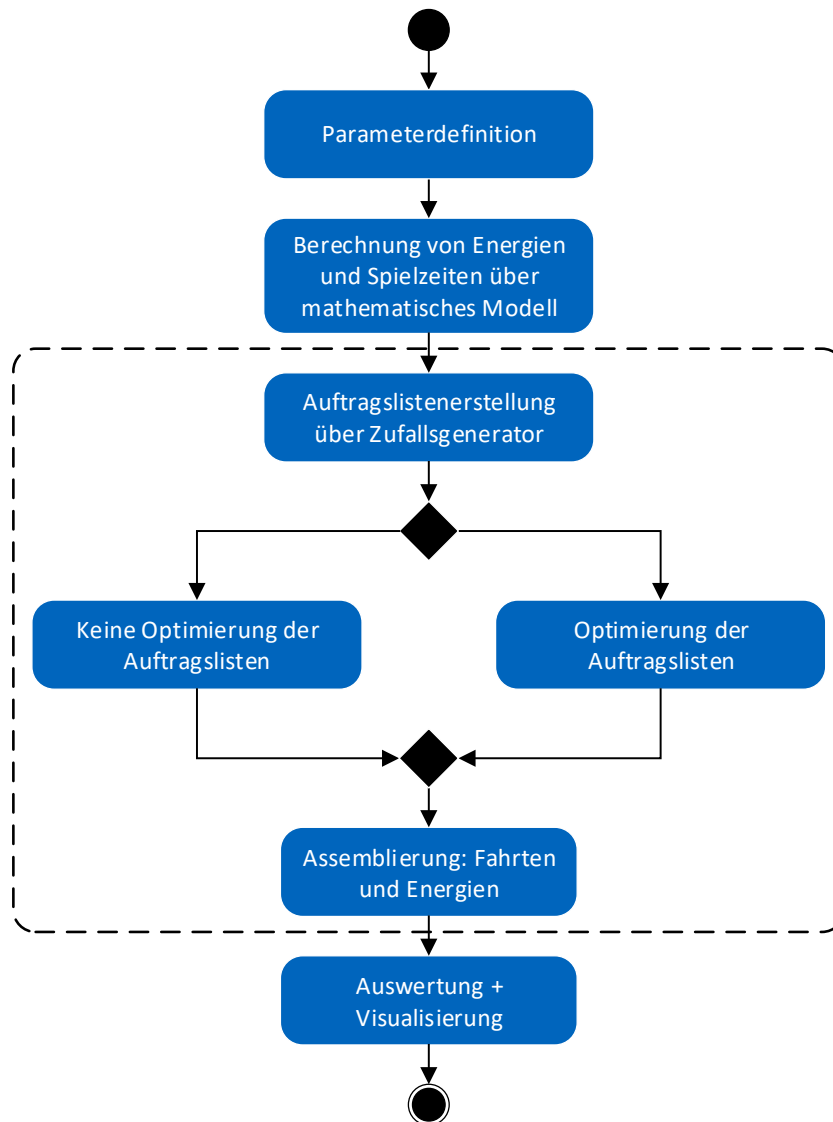 Parameterdefinition
Berechnung von Energien
und Spielzeiten über
mathematisches Modell
Auftragslistenerstellung
über Zufallsgenerator
Keine Optimierung der
Auftragslisten
Optimierung der
Auftragslisten
Assemblierung: Fahrten
und Energien
Auswertung +
Visualisierung